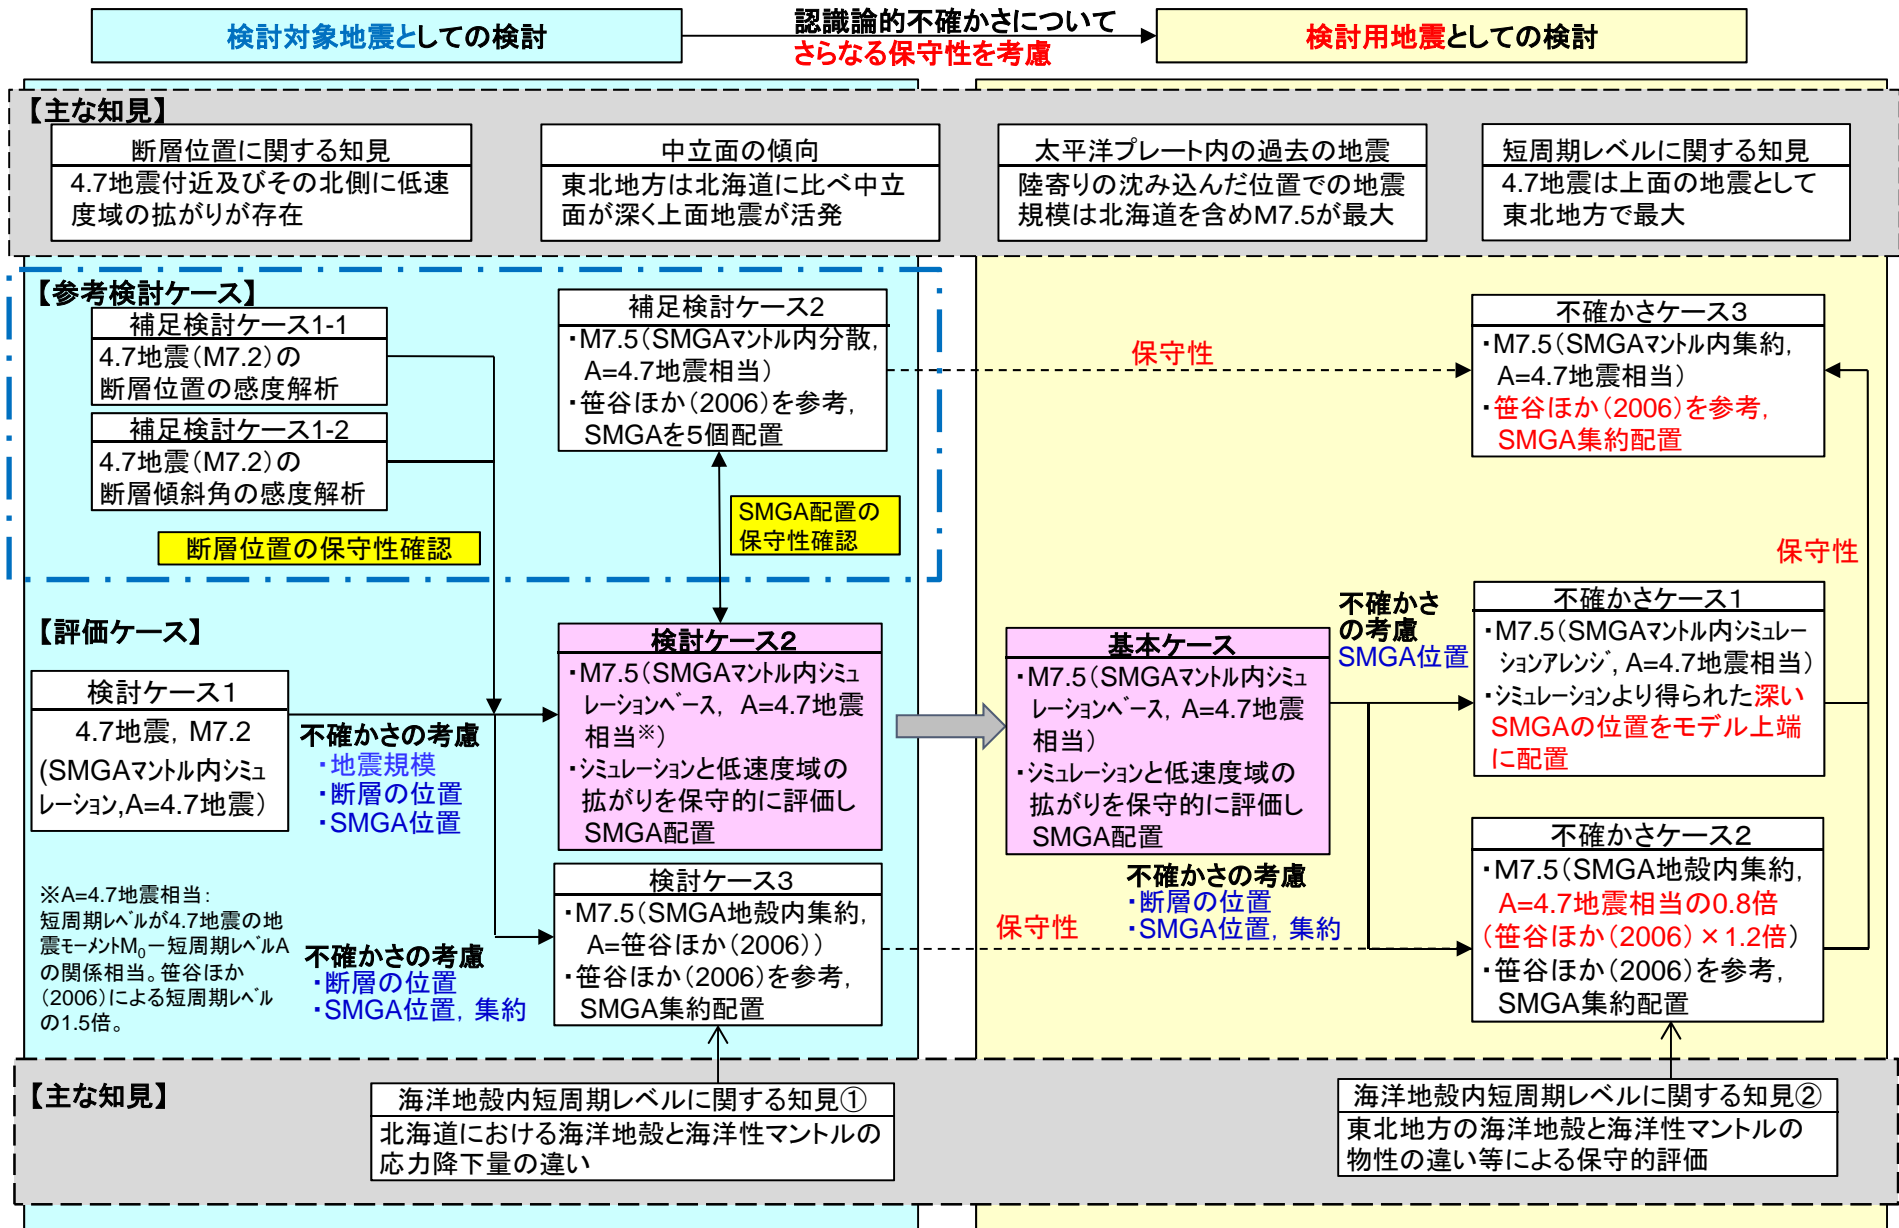 検討対象地震としての検討
認識論的不確かさについて
さらなる保守性を考慮
検討用地震としての検討
【主な知見】
断層位置に関する知見
4.7地震付近及びその北側に低速
度域の拡がりが存在
中立面の傾向
東北地方は北海道に比べ中立
面が深く上面地震が活発
太平洋プレート内の過去の地震
陸寄りの沈み込んだ位置での地震
規模は北海道を含めM7.5が最大
短周期レベルに関する知見
4.7地震は上面の地震として
東北地方で最大
【参考検討ケース】
補足検討ケース1-1
4.7地震(M7.2)の
断層位置の感度解析
補足検討ケース1-2
4.7地震(M7.2)の
断層傾斜角の感度解析
断層位置の保守性確認
補足検討ケース2
・M7.5(SMGAマントル内分散,
A=4.7地震相当)
・笹谷ほか(2006)を参考,
SMGAを5個配置
SMGA配置の
保守性確認
保守性
不確かさケース3
・M7.5(SMGAマントル内集約,
A=4.7地震相当)
・笹谷ほか(2006)を参考,
SMGA集約配置
保守性
【評価ケース】
検討ケース1
4.7地震, M7.2
(SMGAマントル内シミュ
レーション,A=4.7地震)
不確かさの考慮
・地震規模
・断層の位置
・SMGA位置
検討ケース2
・M7.5(SMGAマントル内シミュ
レーションベース, A=4.7地震
相当※)
・シミュレーションと低速度域の
拡がりを保守的に評価し
SMGA配置
基本ケース
・M7.5(SMGAマントル内シミュ
レーションベース, A=4.7地震
相当)
・シミュレーションと低速度域の
拡がりを保守的に評価し
SMGA配置
不確かさ
の考慮
SMGA位置
不確かさケース1
・M7.5(SMGAマントル内シミュレー
ションアレンジ, A=4.7地震相当)
・シミュレーションより得られた深い
SMGAの位置をモデル上端
に配置
※A=4.7地震相当:
短周期レベルが4.7地震の地
震モーメントM0ー短周期レベルA
の関係相当。笹谷ほか
(2006)による短周期レベル
の1.5倍。
不確かさの考慮
・断層の位置
・SMGA位置, 集約
検討ケース3
・M7.5(SMGA地殻内集約,
A=笹谷ほか(2006))
・笹谷ほか(2006)を参考,
SMGA集約配置
保守性
不確かさの考慮
・断層の位置
・SMGA位置, 集約
不確かさケース2
・M7.5(SMGA地殻内集約,
A=4.7地震相当の0.8倍
(笹谷ほか(2006)×1.2倍)
・笹谷ほか(2006)を参考,
SMGA集約配置
【主な知見】
海洋地殻内短周期レベルに関する知見①
北海道における海洋地殻と海洋性マントルの
応力降下量の違い
海洋地殻内短周期レベルに関する知見②
東北地方の海洋地殻と海洋性マントルの
物性の違い等による保守的評価